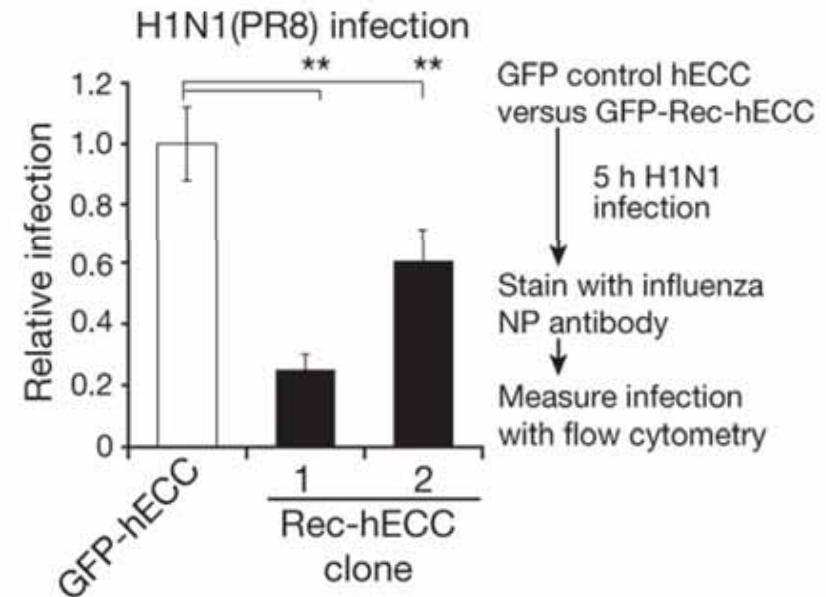 H1N1(PR8) infection
** **
1.2
1.0
0.8
0.6
0.4
0.2
0
Relative infection
GFP-hECC
1 2
Rec-hECC
clone
GFP control hECC
versus GFP-Rec-hECC
5 h H1N1
infection
Stain with influenza
NP antibody
Measure infection
with flow cytometry